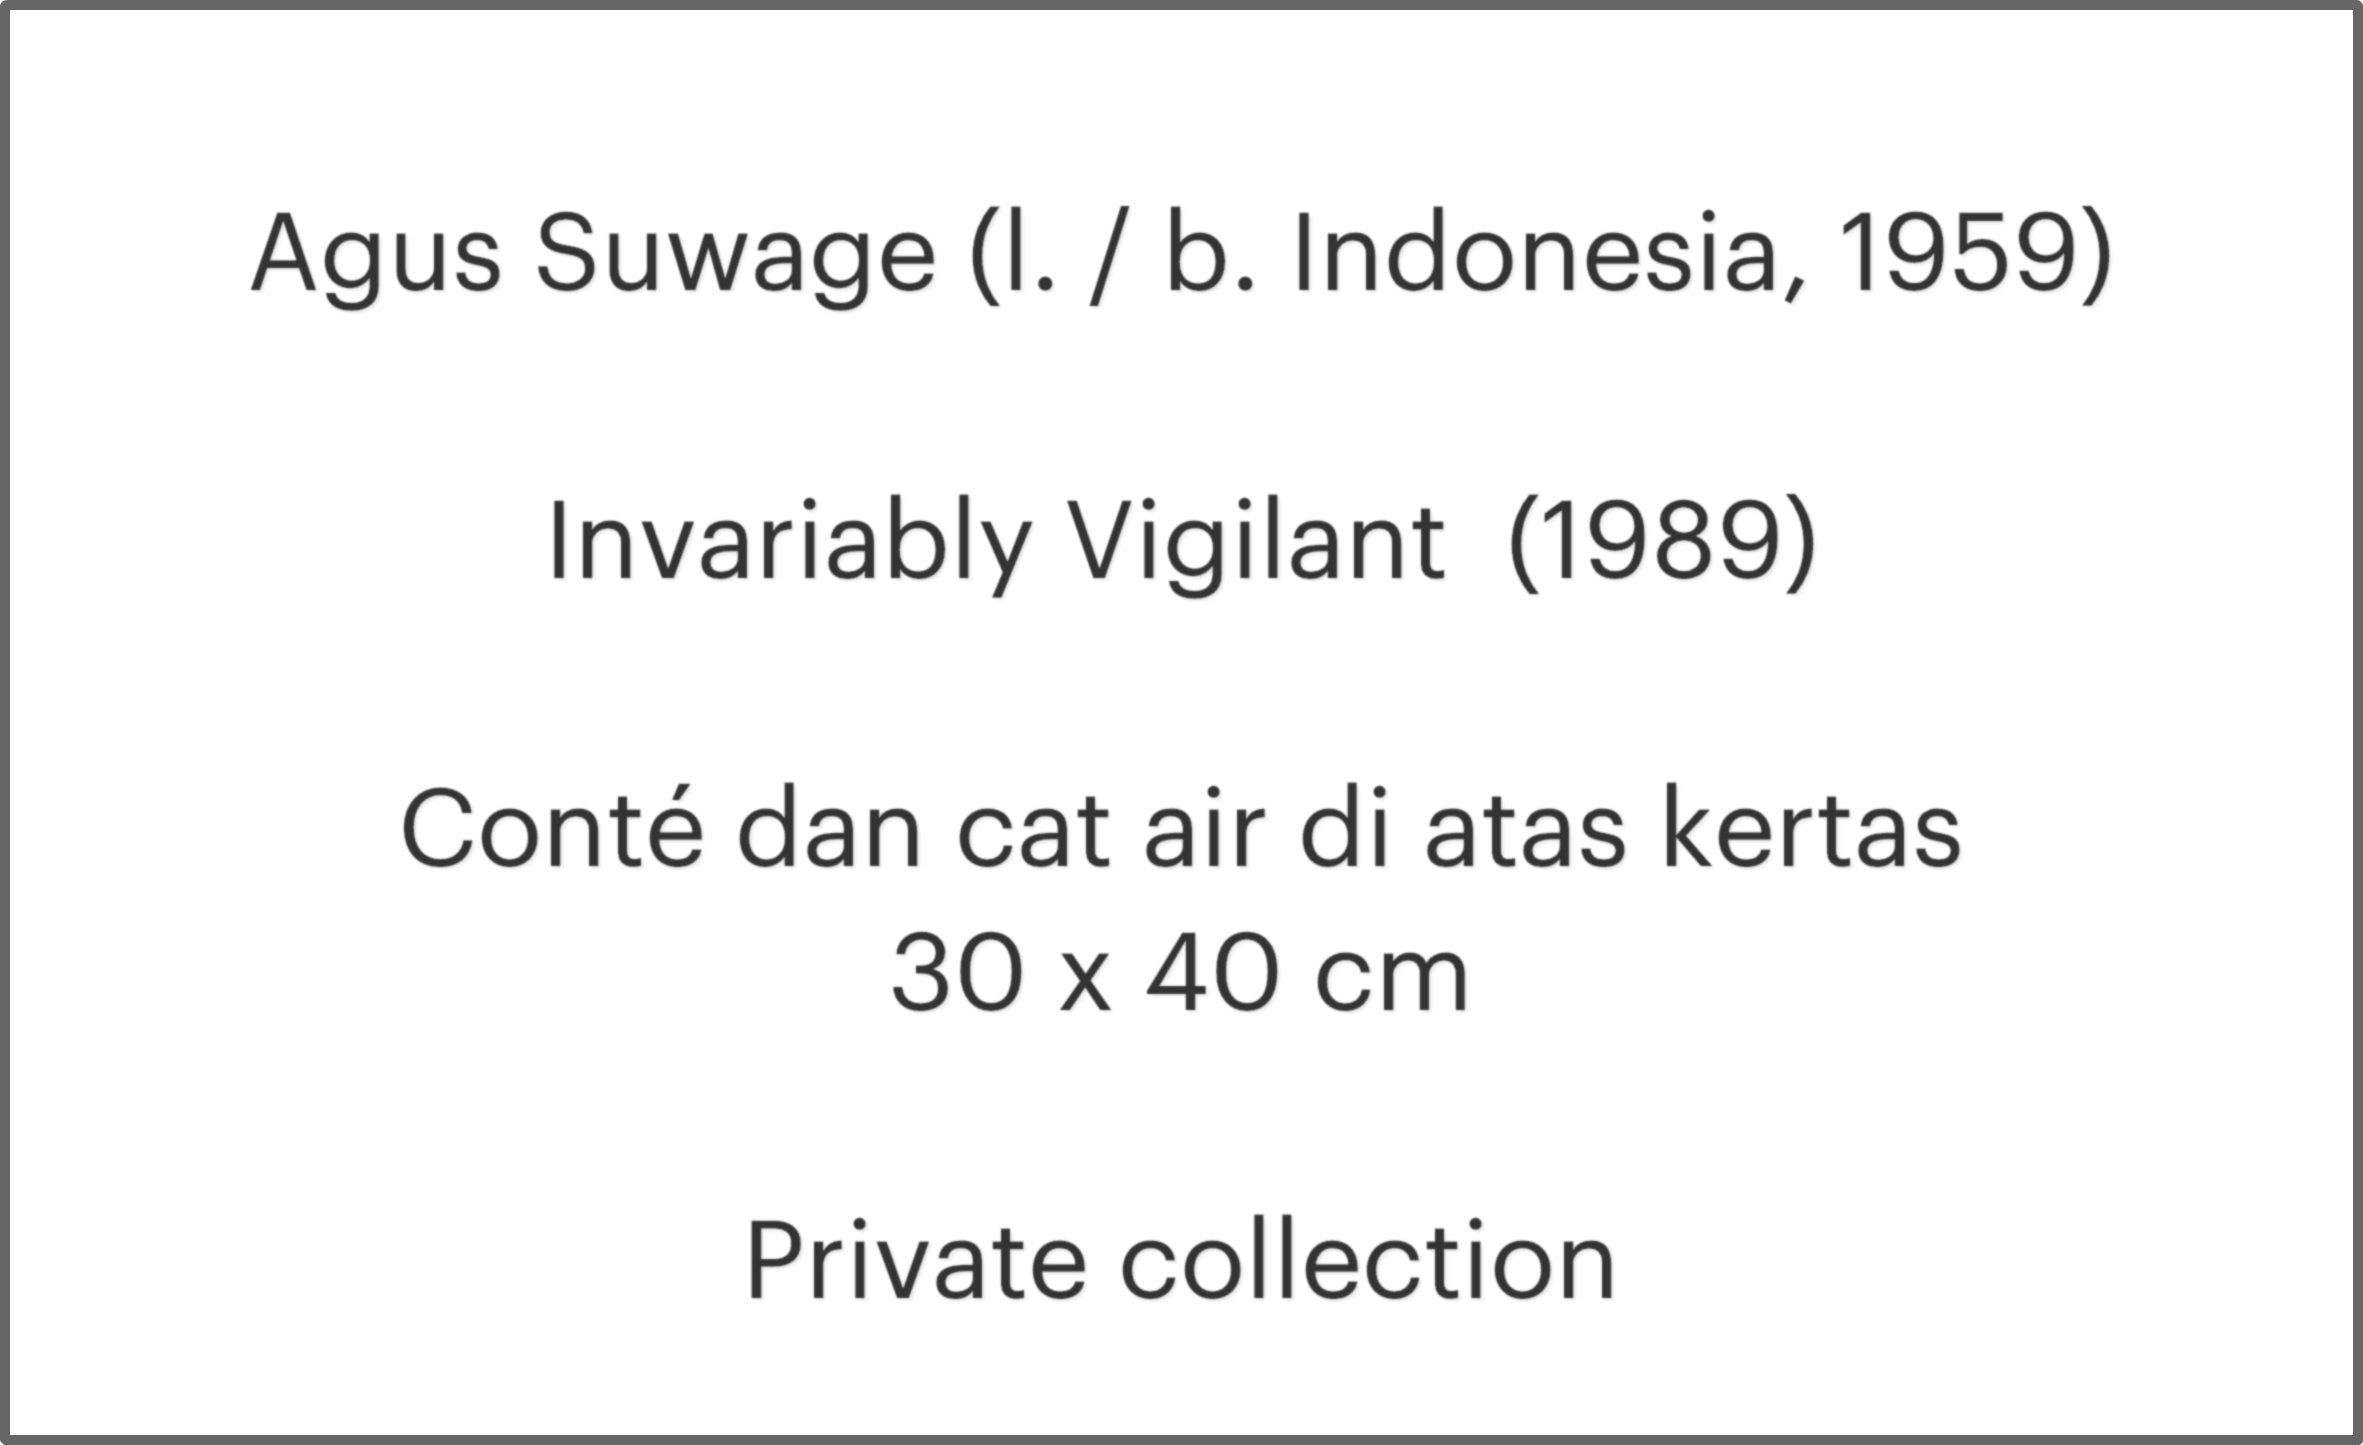 Agus Suwage (l. / b. Indonesia, 1959)
Invariably Vigilant  (1989)
Conté dan cat air di atas kertas
30 x 40 cm
Private collection